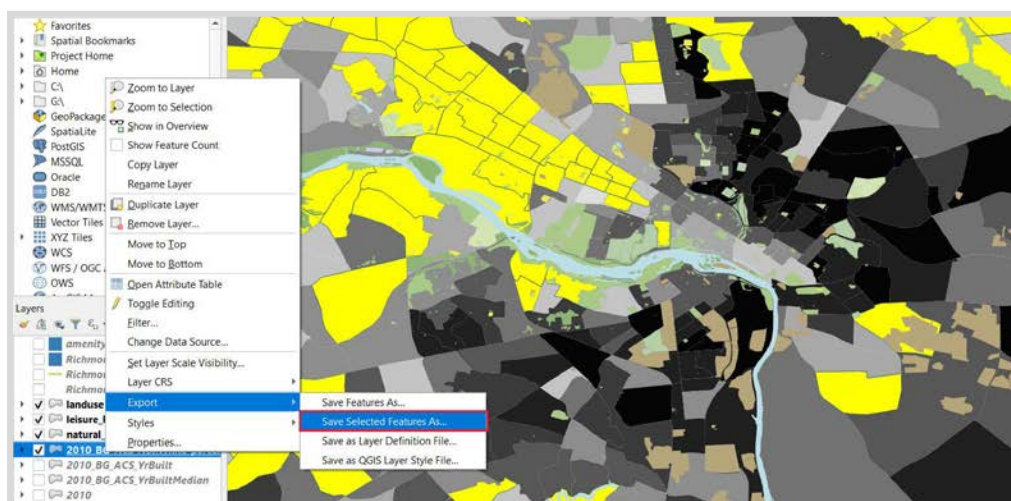 Favorites
Spatial Bookmarks
Project Home
Home
C:\
G:\
GeoPackage
SpatiaLite
PostGIS
MSSQL
Oracle
DB2
WMS/WMTS
Vector Tiles
XYZ Tiles
WCS
WFS / OGC
OWS
Zoom to Layer
Zoom to Selection
Show in Overview
Show Feature Count
Copy Layer
Rename Layer
Duplicate Layer
Remove Layer...
Move to Top
Move to Bottom
Open Attribute Table
Toggle Editing
Filter...
Change Data Source...
Set Layer Scale Visibility...
Layer CRS
Export
Styles
Properties...
Save Features As...
Save Selected Features As...
Save as Layer Definition File...
Save as QGIS Layer Style File...
Layers
amenity
Richmo
Richmo
Richmo
landuse
leisure_
natural_
2010_BG
2010_BG_ACS_YrBuilt
2010_BG_ACS_YrBuiltMedian
2010